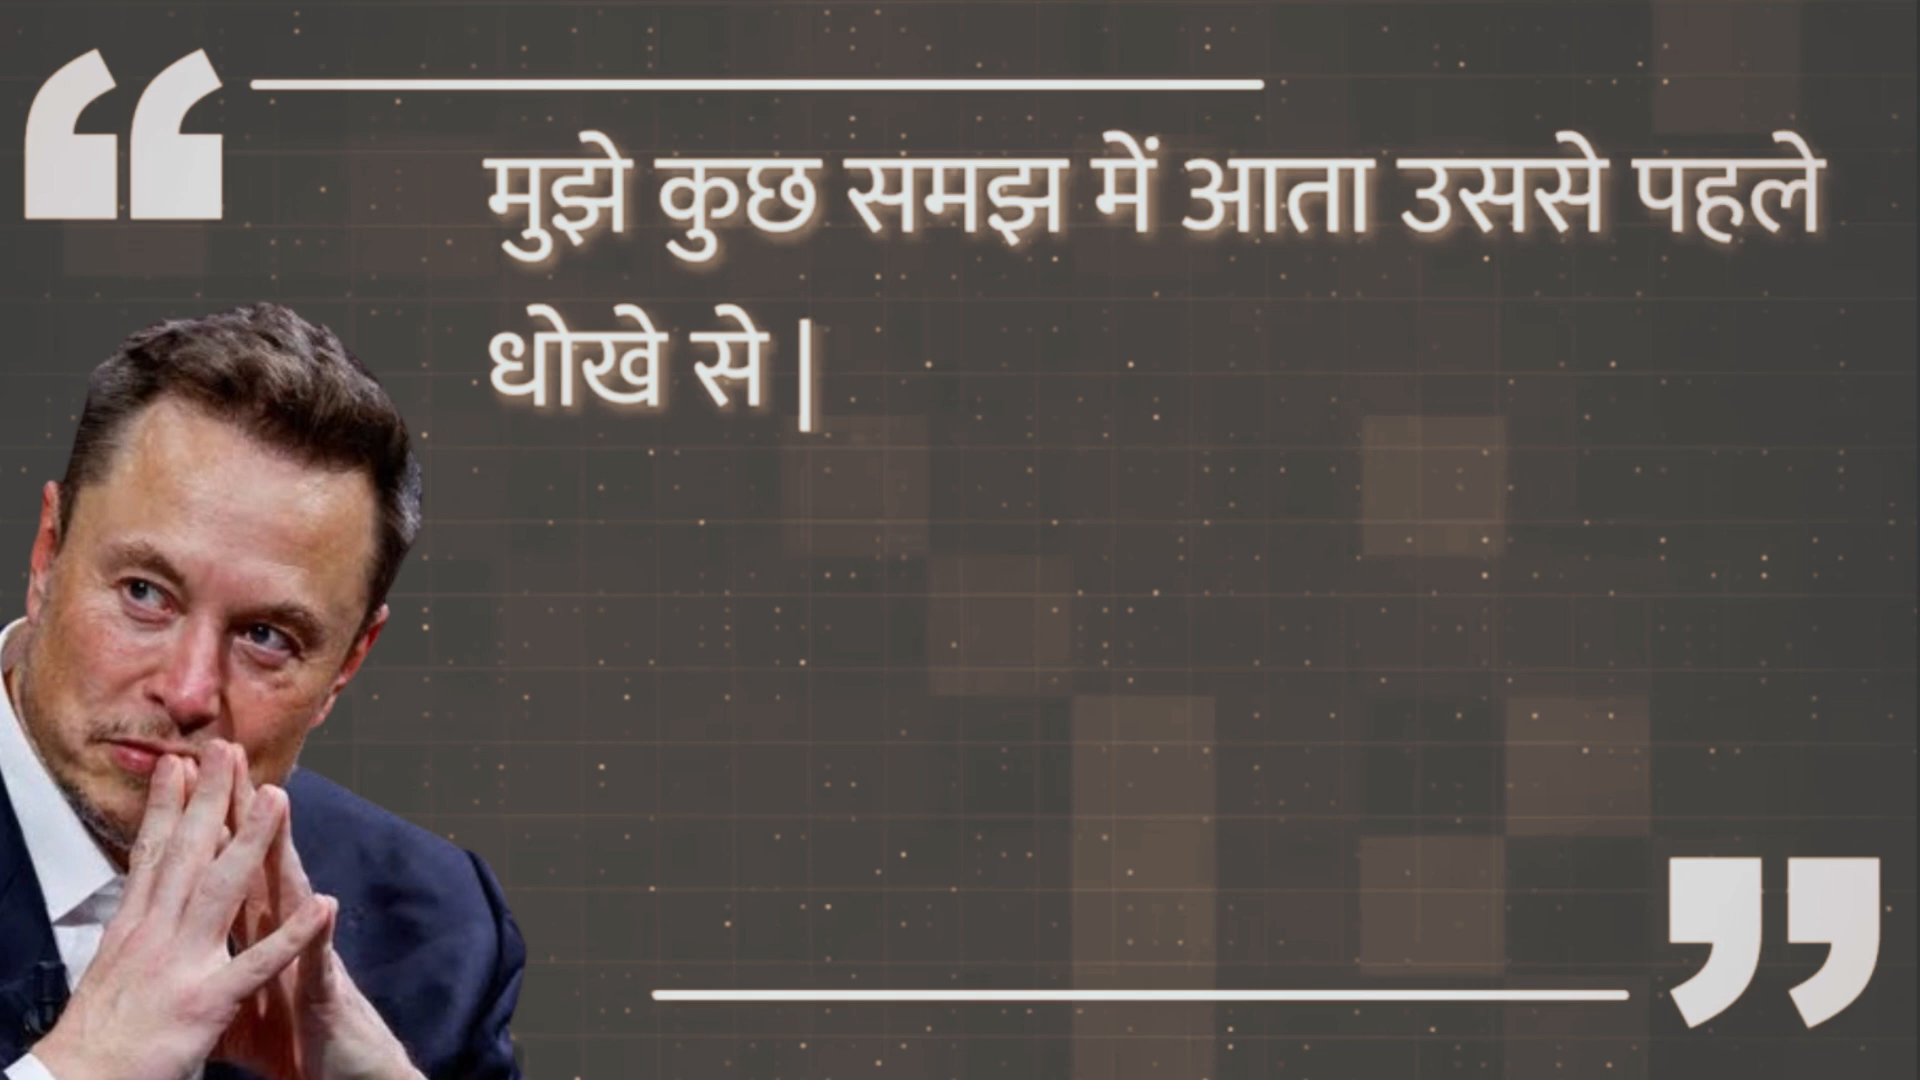 मुझे कुछ समझ में आता उससे पहले
धोखे से |